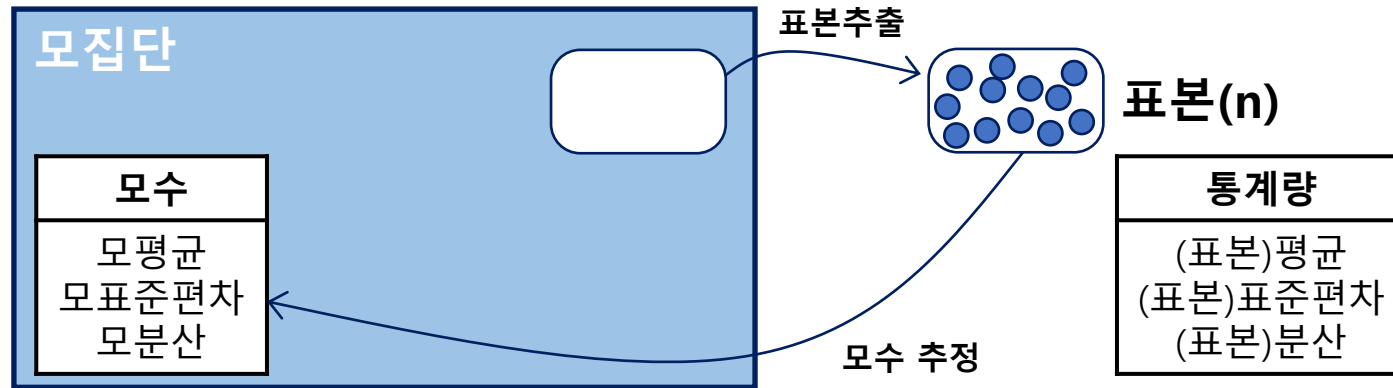 모집단
표본추출
표본(n)
모수
모평균
모표준편차
모분산
통계량
(표본)평균
(표본)표준편차
(표본)분산
모수 추정